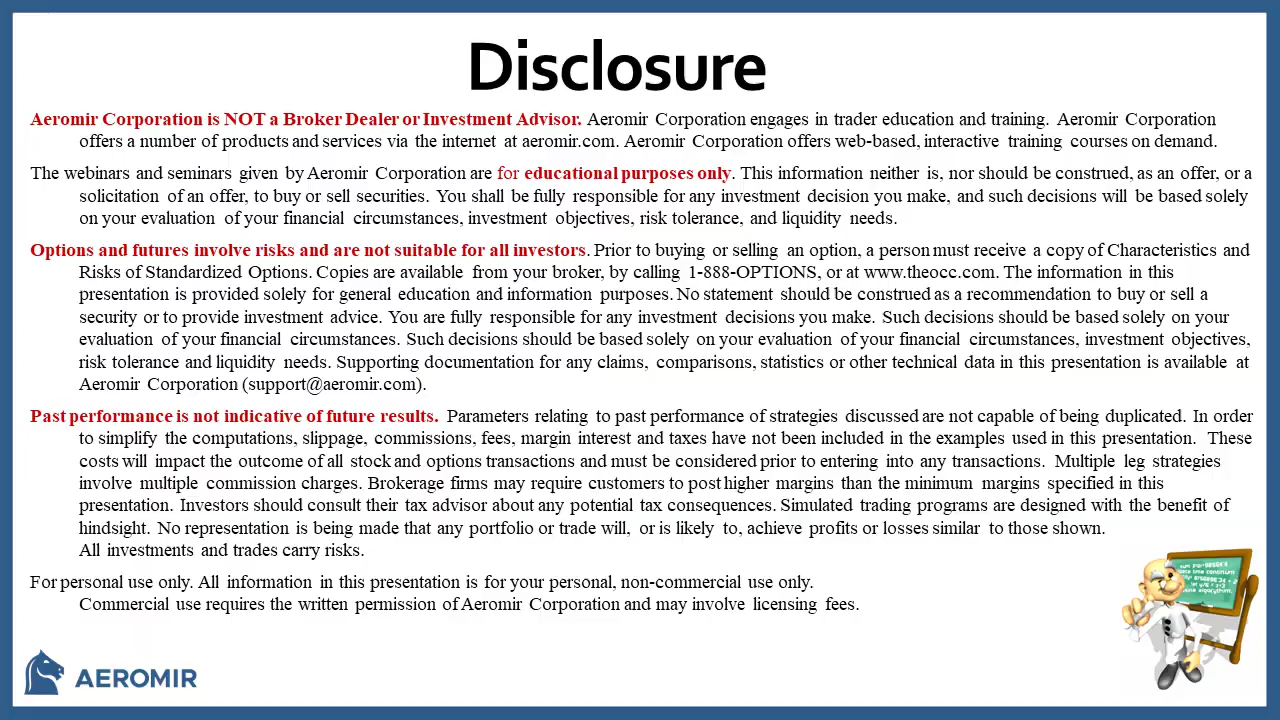 Disclosure
Aeromir Corporation is NOT a Broker Dealer or Investment Advisor. Aeromir Corporation engages in trader education and training. Aeromir Corporation
offers a number of products and services via the internet at aeromir.com. Aeromir Corporation offers web-based, interactive training courses on demand.
The webinars and seminars given by Aeromir Corporation are for educational purposes only. This information neither is, nor should be construed, as an offer, or a
solicitation of an offer, to buy or sell securities. You shall be fully responsible for any investment decision you make, and such decisions will be based solely
on your evaluation of your financial circumstances, investment objectives, risk tolerance, and liquidity needs.
Options and futures involve risks and are not suitable for all investors. Prior to buying or selling an option, a person must receive a copy of Characteristics and
Risks of Standardized Options. Copies are available from your broker, by calling 1-888-OPTIONS, or at www.theocc.com. The information in this
presentation is provided solely for general education and information purposes. No statement should be construed as a recommendation to buy or sell a
security or to provide investment advice. You are fully responsible for any investment decisions you make. Such decisions should be based solely on your
evaluation of your financial circumstances. Such decisions should be based solely on your evaluation of your financial circumstances, investment objectives,
risk tolerance and liquidity needs. Supporting documentation for any claims, comparisons, statistics or other technical data in this presentation is available at
Aeromir Corporation (support@aeromir.com).
Past performance is not indicative of future results. Parameters relating to past performance of strategies discussed are not capable of being duplicated. In order
to simplify the computations, slippage, commissions, fees, margin interest and taxes have not been included in the examples used in this presentation. These
costs will impact the outcome of all stock and options transactions and must be considered prior to entering into any transactions. Multiple leg strategies
involve multiple commission charges. Brokerage firms may require customers to post higher margins than the minimum margins specified in this
presentation. Investors should consult their tax advisor about any potential tax consequences. Simulated trading programs are designed with the benefit of
hindsight. No representation is being made that any portfolio or trade will, or is likely to, achieve profits or losses similar to those shown.
All investments and trades carry risks.
For personal use only. All information in this presentation is for your personal, non-commercial use only.
Commercial use requires the written permission of Aeromir Corporation and may involve licensing fees.
AEROMIR